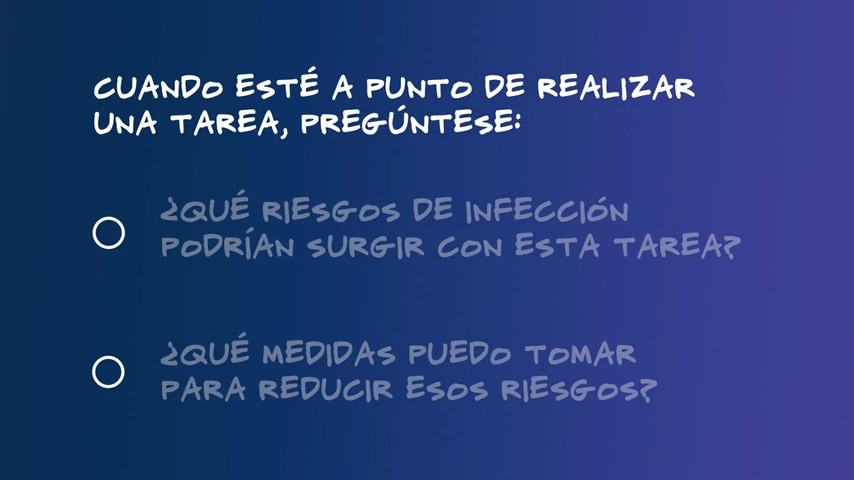 CUANDO ESTÉ A PUNTO DE REALIZAR
UNA TAREA, PREGÚNTESE:
¿QUÉ RIESGOS DE INFECCIÓN
PODRÍAN SURGIR CON ESTA TAREA?
¿QUÉ MEDIDAS PUEDO TOMAR
PARA REDUCIR ESOS RIESGOS?